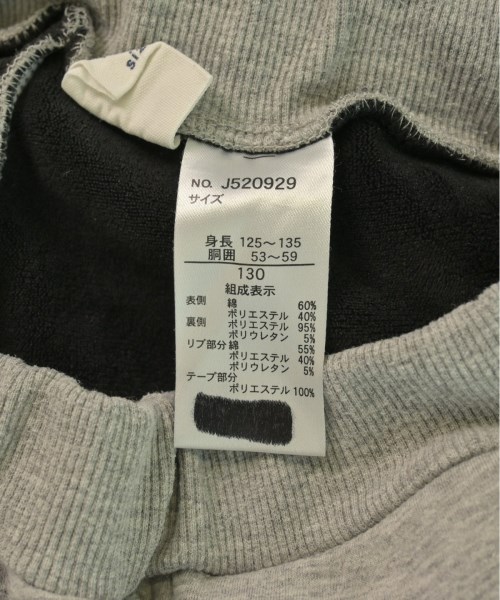 siz
NO. J520929
サイズ
身長 125～135
胴囲 53～59
130
組成表示
表側 綿 60%
ポリエステル 40%
裏側 ポリエステル 95%
ポリウレタン 5%
リブ部分 綿 55%
ポリエステル 40%
ポリウレタン 5%
テープ部分
ポリエステル 100%